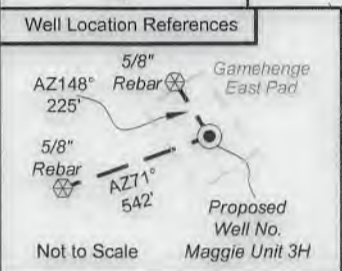 Well Location References
5/8"
Rebar
Gamehenge
East Pad
AZ148°
225'
5/8"
Rebar
AZ71°
542'
Proposed
Well No.
Maggie Unit 3H
Not to Scale